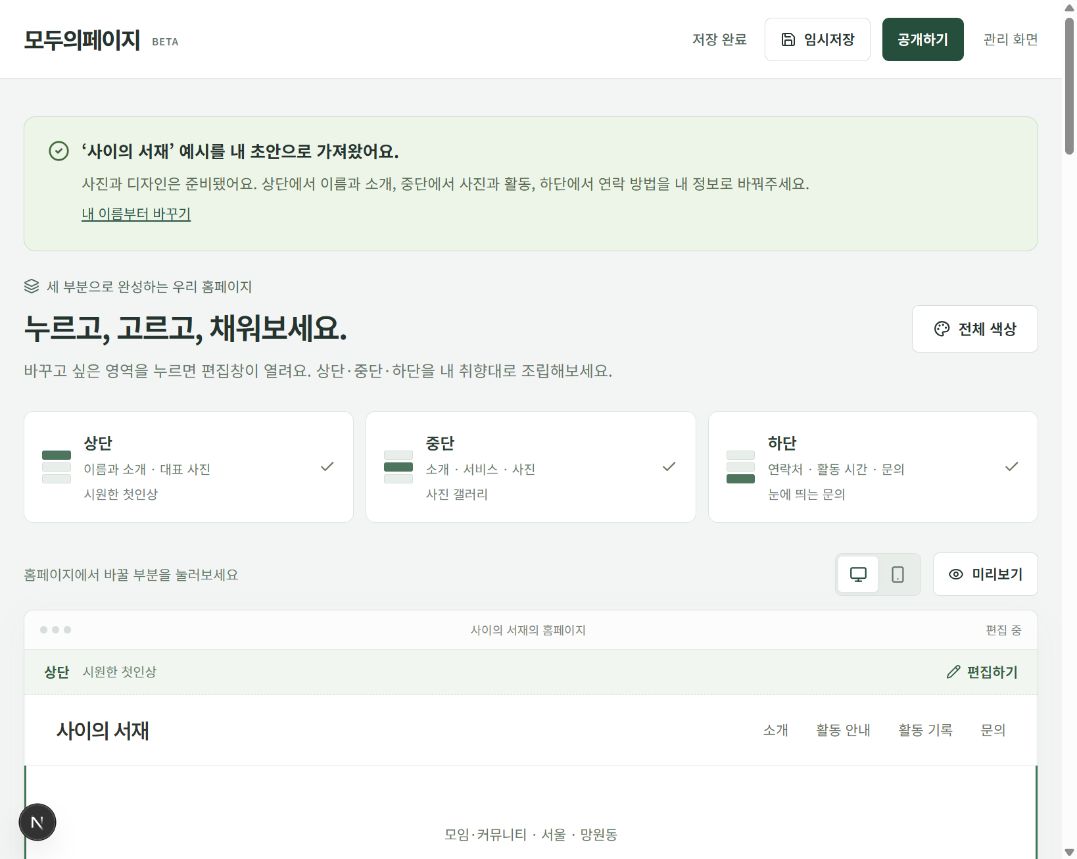 모두의페이지 BETA
저장 완료
임시저장
공개하기
관리 화면
‘사이의 서재’ 예시를 내 초안으로 가져왔어요.
사진과 디자인은 준비됐어요. 상단에서 이름과 소개, 중단에서 사진과 활동, 하단에서 연락 방법을 내 정보로 바꿔주세요.
내 이름부터 바꾸기
세 부분으로 완성하는 우리 홈페이지
누르고, 고르고, 채워보세요.
전체 색상
바꾸고 싶은 영역을 누르면 편집창이 열려요. 상단·중단·하단을 내 취향대로 조립해보세요.
상단
이름과 소개 · 대표 사진
시원한 첫인상
중단
소개 · 서비스 · 사진
사진 갤러리
하단
연락처 · 활동 시간 · 문의
눈에 띄는 문의
홈페이지에서 바꿀 부분을 눌러보세요
미리보기
사이의 서재의 홈페이지
편집 중
상단 시원한 첫인상
편집하기
사이의 서재
소개
활동 안내
활동 기록
문의
N
모임·커뮤니티 · 서울 · 망원동